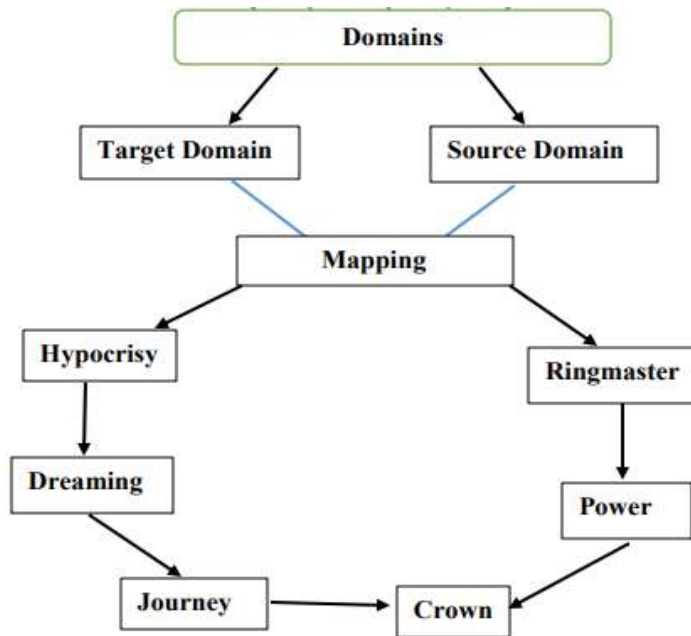 Domains
Target Domain
Source Domain
Mapping
Hypocrisy
Ringmaster
Dreaming
Power
Journey
Crown